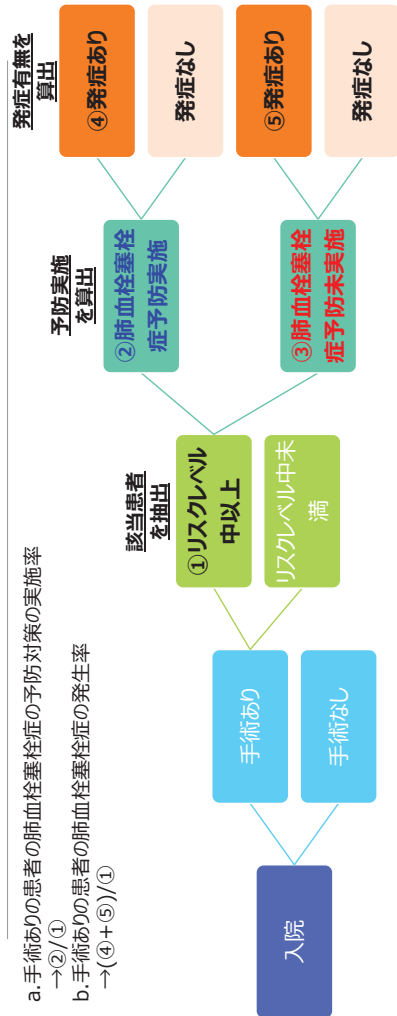 a.手術ありの患者の肺血栓塞栓症の予防対策の実施率
→②/①
b.手術ありの患者の肺血栓塞栓症の発生率
→(④＋⑤)/①
入院
手術あり
手術なし
該当患者
を抽出
①リスクレベル
中以上
リスクレベル中未
満
予防実施
を算出
②肺血栓塞栓
症予防実施
③肺血栓塞栓
症予防未実施
発症有無を
算出
④発症あり
発症なし
⑤発症あり
発症なし